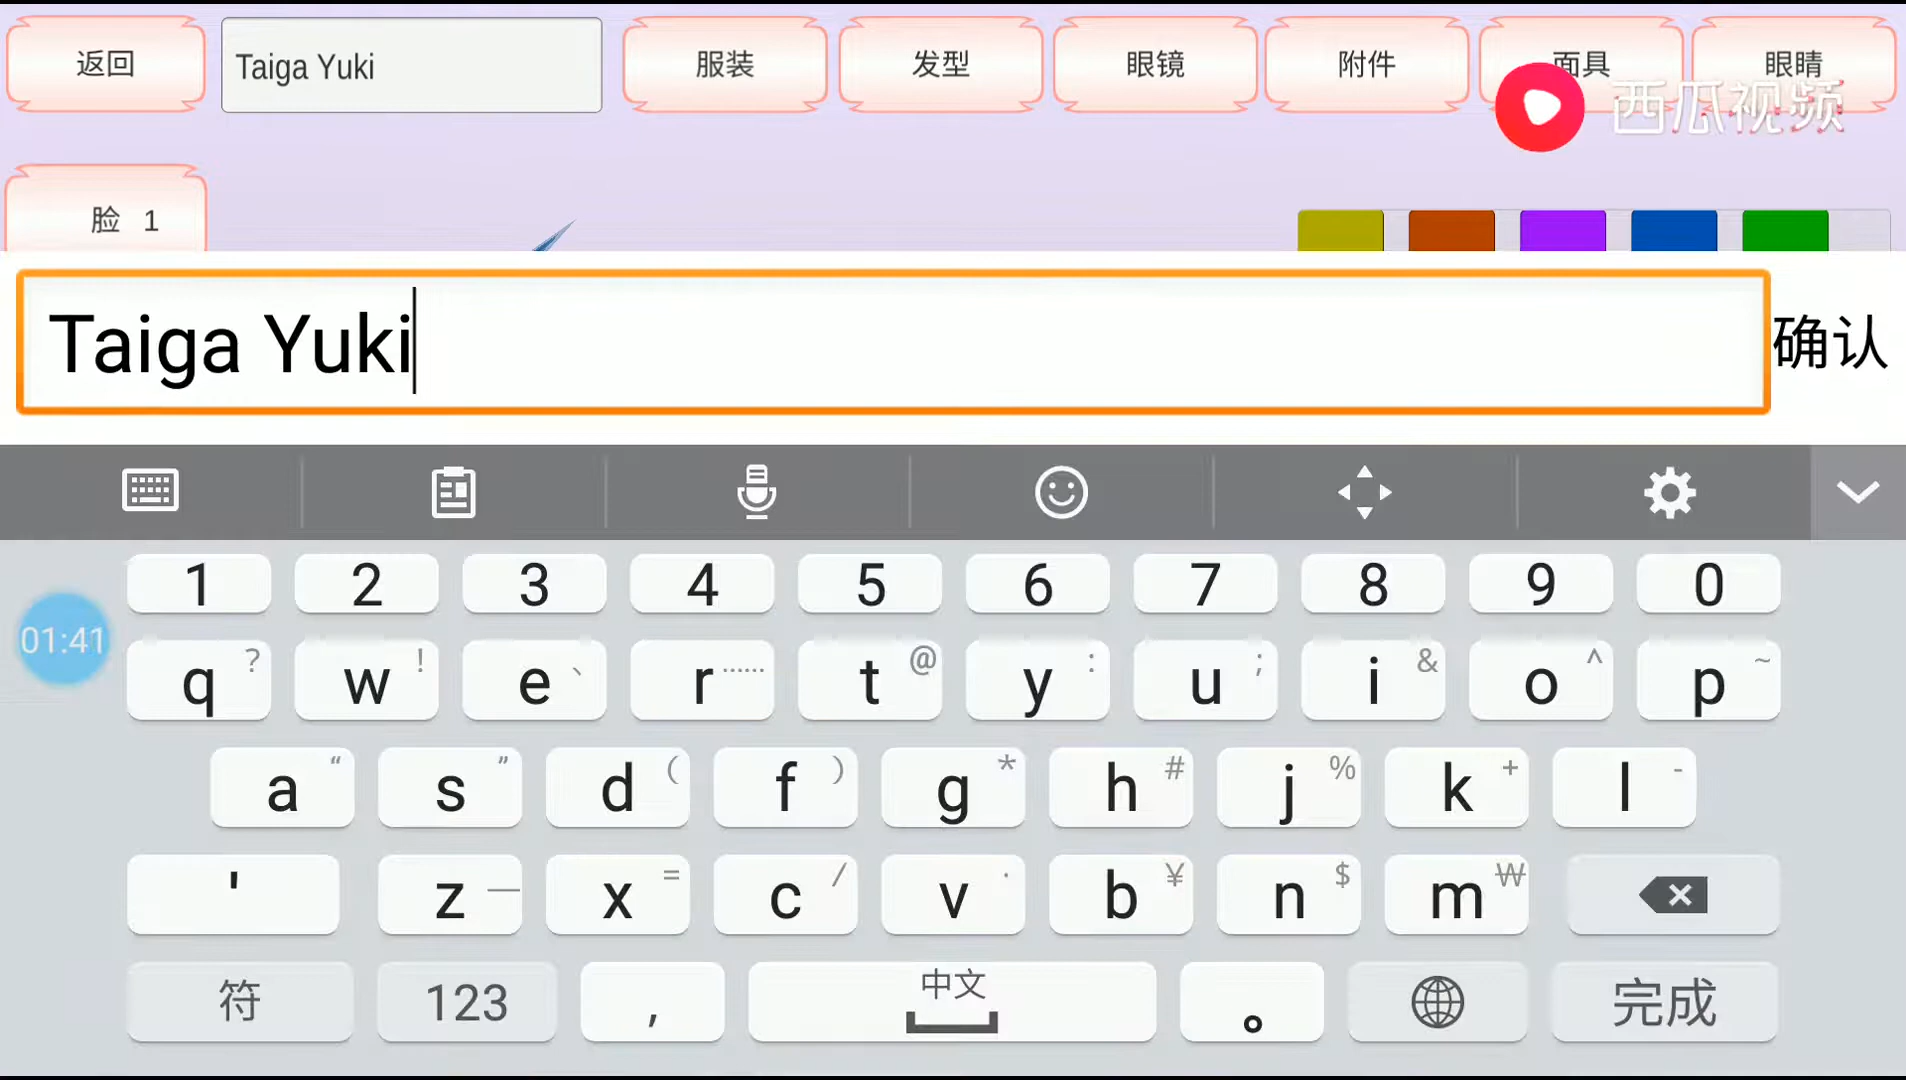 返回
Taiga Yuki
服装
发型
眼镜
附件
面具
眼睛
西瓜视频
脸 1
Taiga Yuki
确认
1 2 3 4 5 6 7 8 9 0
01:41
q ? w ! e 、 r …… t @ y : u ; i & o ^ p ~
a “ s ” d ( f ) g * h # j % k + l -
' z — x = c / v · b ¥ n $ m ₩
符 123 , 中文 。 完成